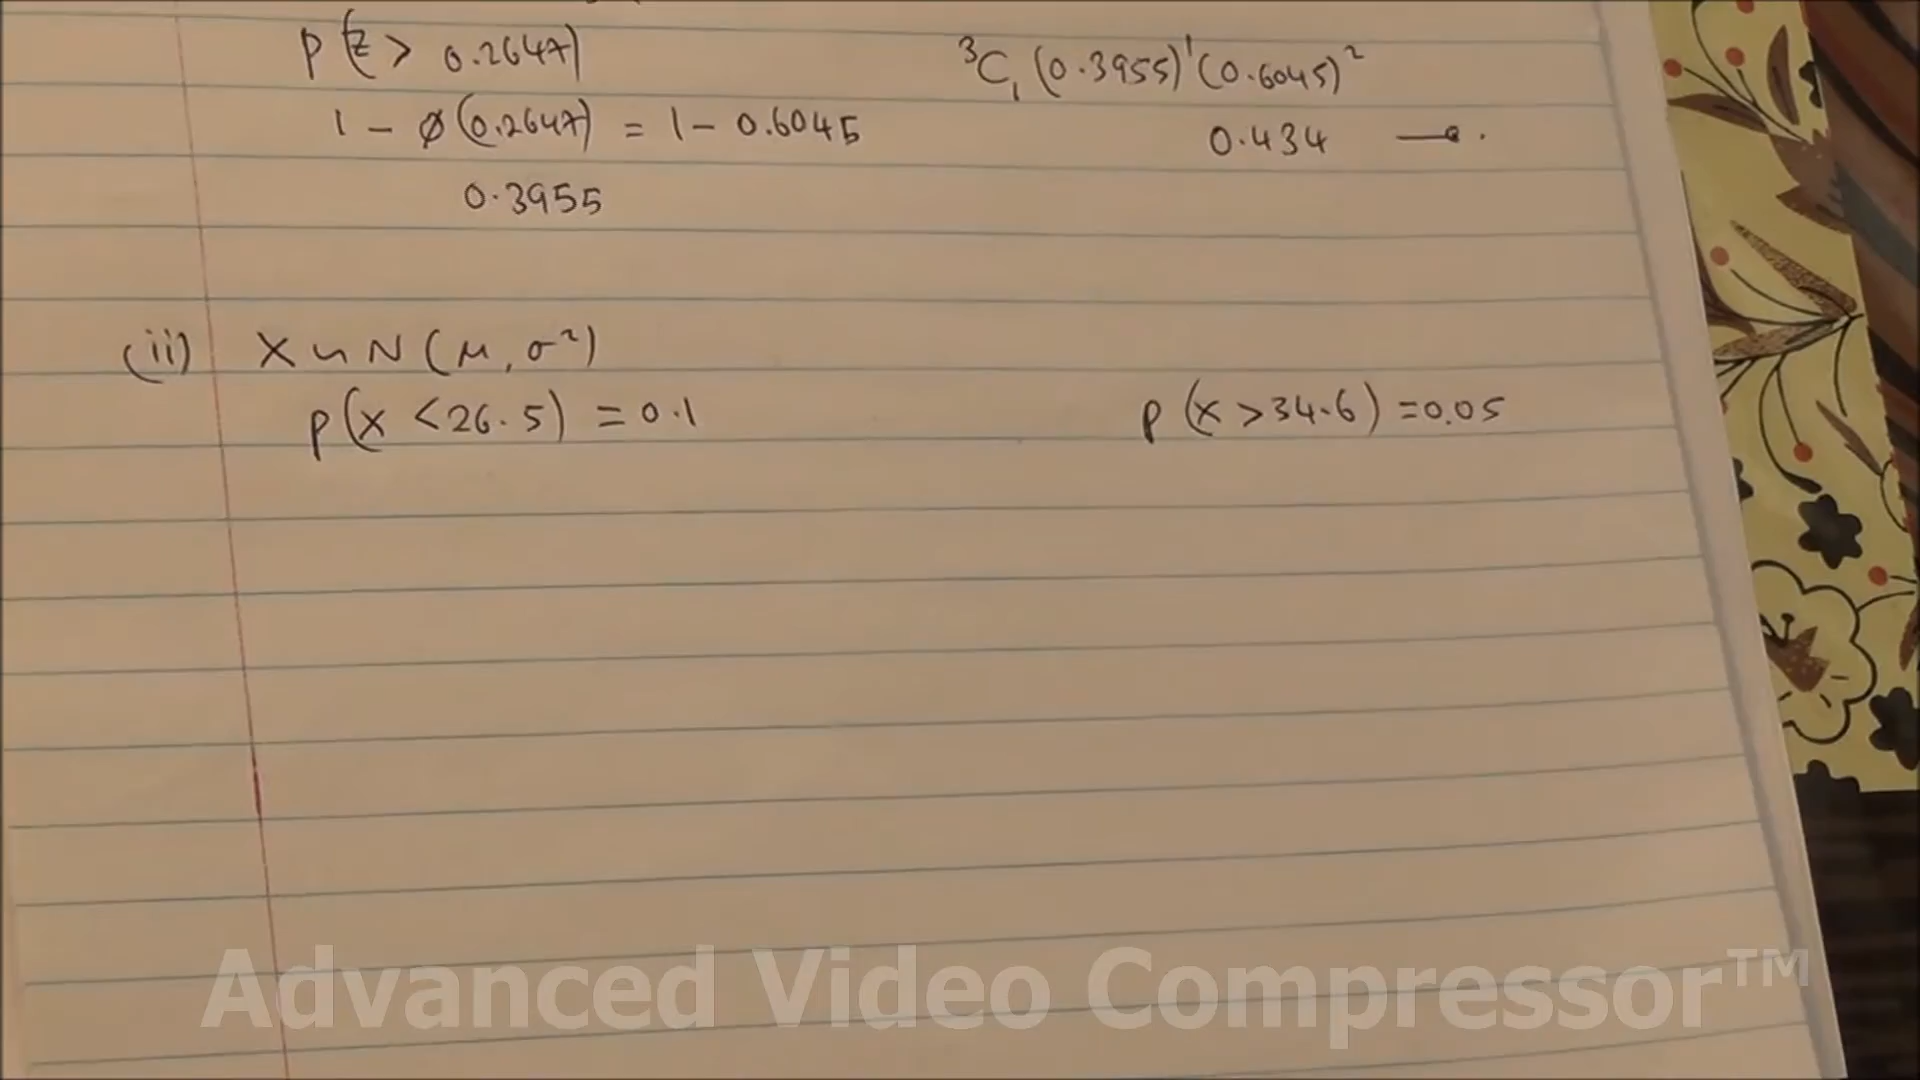 P(z > 0.2647)
1 - ø(0.2647) = 1 - 0.6045
0.3955
³C₁ (0.3955)¹ (0.6045)²
0.434
(ii) X ~ N(μ, σ²)
P(x < 26.5) = 0.1
P(x > 34.6) = 0.05
Advanced Video Compressor™